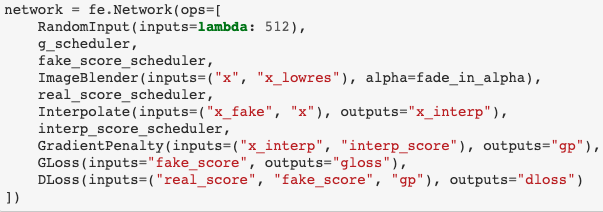 network = fe.Network(ops=[
    RandomInput(inputs=lambda: 512),
    g_scheduler,
    fake_score_scheduler,
    ImageBlender(inputs=("x", "x_lowres"), alpha=fade_in_alpha),
    real_score_scheduler,
    Interpolate(inputs=("x_fake", "x"), outputs="x_interp"),
    interp_score_scheduler,
    GradientPenalty(inputs=("x_interp", "interp_score"), outputs="gp"),
    GLoss(inputs="fake_score", outputs="gloss"),
    DLoss(inputs=("real_score", "fake_score", "gp"), outputs="dloss")
])